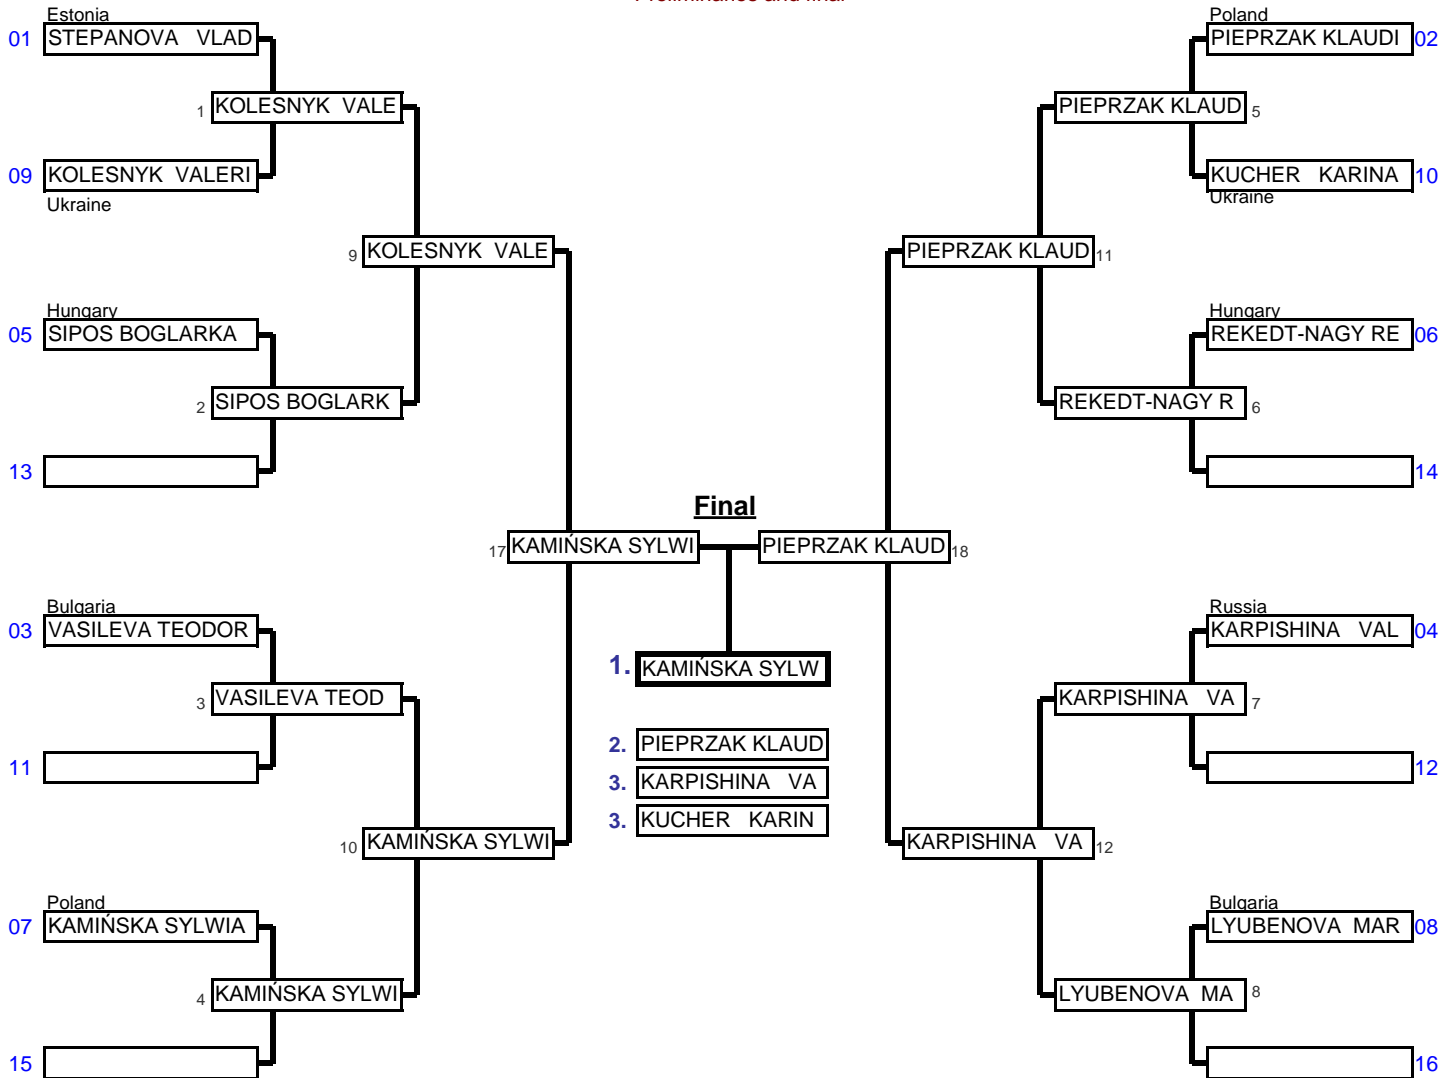 Preliminaries and final
Estonia Poland
01 STEPANOVA VLAD PIEPRZAK KLAUDI 02
1 KOLESNYK VALE PIEPRZAK KLAUD 5
09 KOLESNYK VALERI KUCHER KARINA 10
Ukraine Ukraine
9 KOLESNYK VALE PIEPRZAK KLAUD 11
Hungary Hungary
05 SIPOS BOGLARKA REKEDT-NAGY RE 06
2 SIPOS BOGLARK REKEDT-NAGY R 6
13 14
Final
17 KAMIŃSKA SYLWI PIEPRZAK KLAUD 18
Bulgaria Russia
03 VASILEVA TEODOR KARPISHINA VAL 04
1. KAMIŃSKA SYLW
3 VASILEVA TEOD KARPISHINA VA 7
2. PIEPRZAK KLAUD
11 12
3. KARPISHINA VA
3. KUCHER KARIN
10 KAMIŃSKA SYLWI KARPISHINA VA 12
Poland Bulgaria
07 KAMIŃSKA SYLWIA LYUBENOVA MAR 08
4 KAMIŃSKA SYLWI LYUBENOVA MA 8
15 16